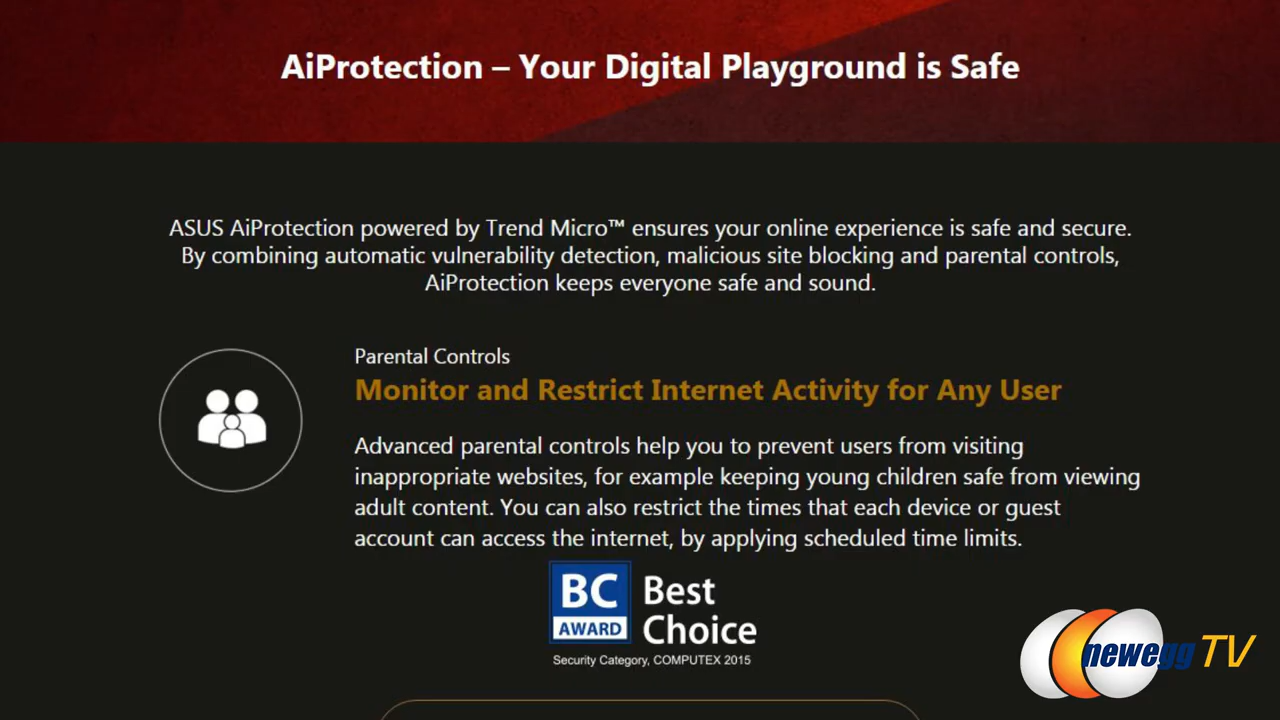 AiProtection – Your Digital Playground is Safe
ASUS AiProtection powered by Trend Micro™ ensures your online experience is safe and secure.
By combining automatic vulnerability detection, malicious site blocking and parental controls,
AiProtection keeps everyone safe and sound.
Parental Controls
Monitor and Restrict Internet Activity for Any User
Advanced parental controls help you to prevent users from visiting
inappropriate websites, for example keeping young children safe from viewing
adult content. You can also restrict the times that each device or guest
account can access the internet, by applying scheduled time limits.
BC
AWARD
Best
Choice
Security Category, COMPUTEX 2015
newegg TV